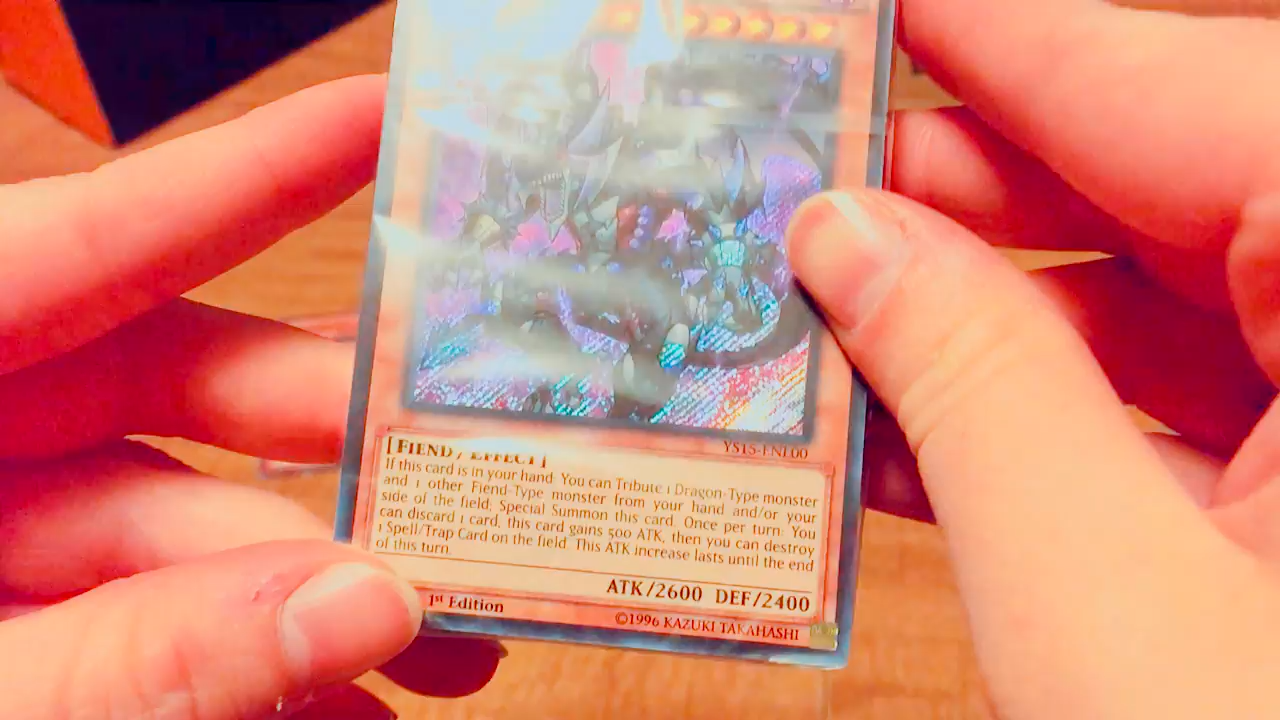 YS15-ENL00
[FIEND / EFFECT]
If this card is in your hand: You can Tribute 1 Dragon-Type monster
and 1 other Fiend-Type monster from your hand and/or your
side of the field; Special Summon this card. Once per turn: You
can discard 1 card, this card gains 500 ATK, then you can destroy
1 Spell/Trap Card on the field. This ATK increase lasts until the end
of this turn.
ATK/2600 DEF/2400
1st Edition
©1996 KAZUKI TAKAHASHI